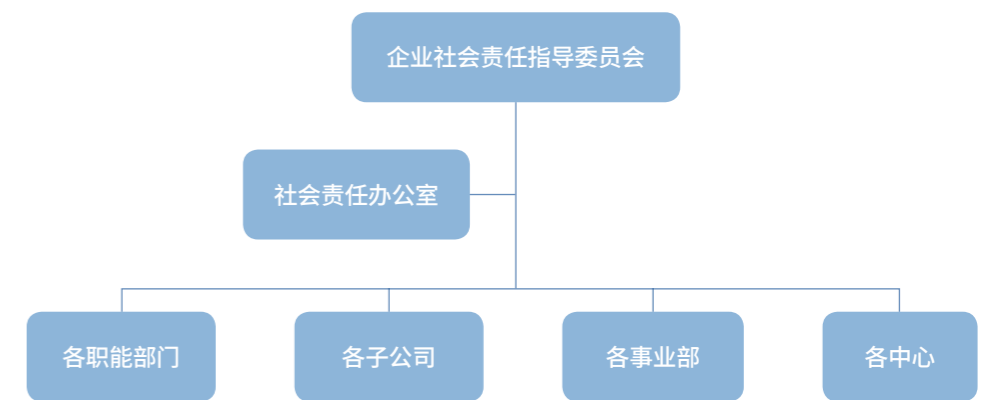 企业社会责任指导委员会
社会责任办公室
各职能部门
各子公司
各事业部
各中心